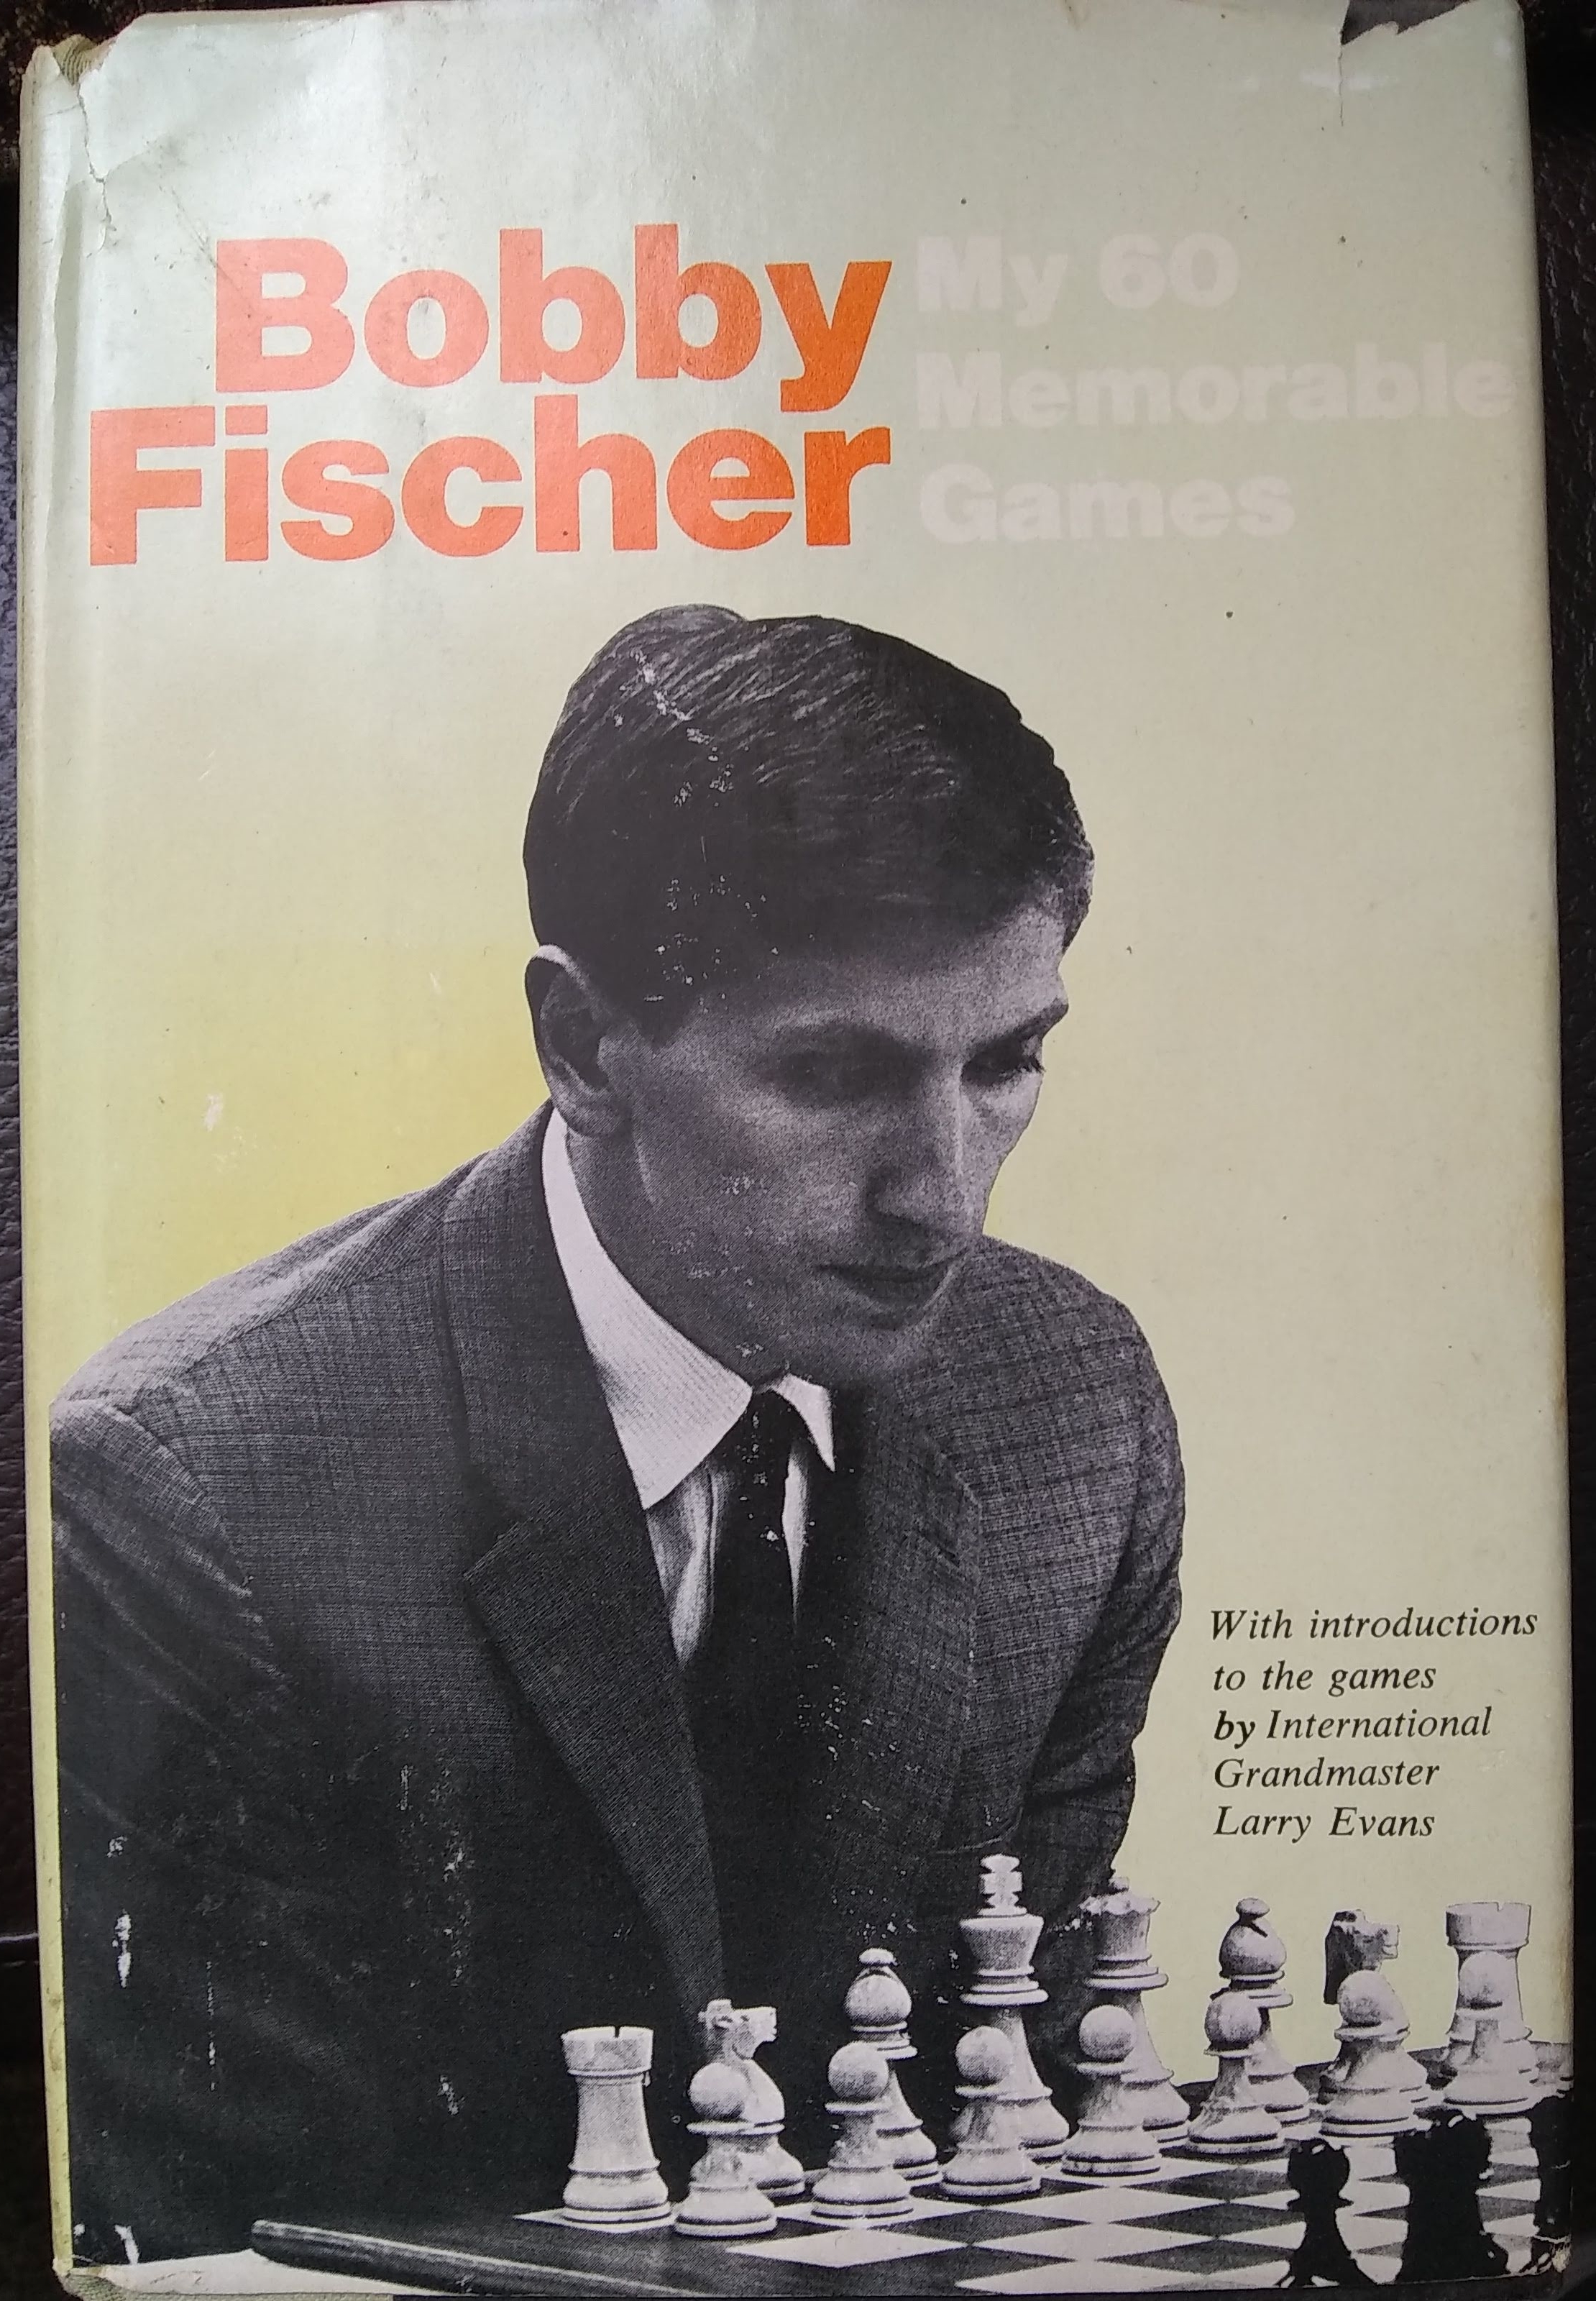 Bobby
Fischer
My 60
Memorable
Games
With introductions
to the games
by International
Grandmaster
Larry Evans